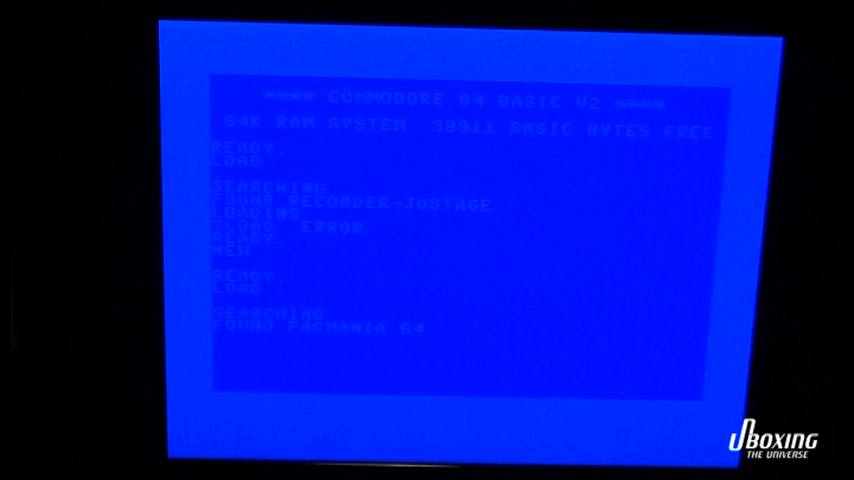 **** COMMODORE 64 BASIC V2 ****
64K RAM SYSTEM 38911 BASIC BYTES FREE
READY.
LOAD
SEARCHING
FOUND RECORDER-JUSTAGE
LOADING
?LOAD ERROR
READY.
NEW
READY.
LOAD
SEARCHING
FOUND PACMANIA 64
UBOXING
THE UNIVERSE